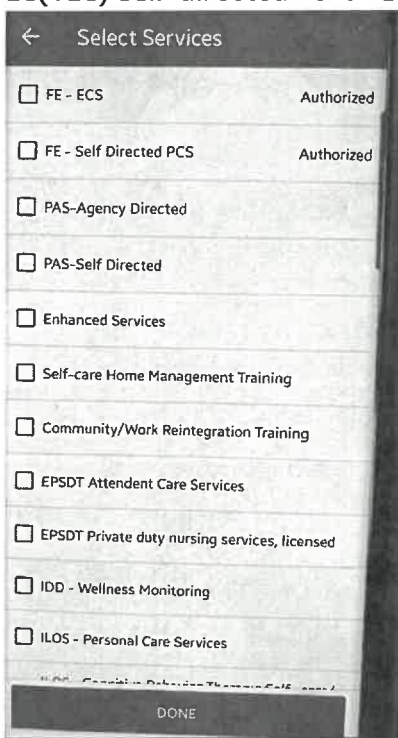 ← Select Services
FE - ECS Authorized
FE - Self Directed PCS Authorized
PAS-Agency Directed
PAS-Self Directed
Enhanced Services
Self-care Home Management Training
Community/Work Reintegration Training
EPSDT Attendent Care Services
EPSDT Private duty nursing services, licensed
IDD - Wellness Monitoring
ILOS - Personal Care Services
DONE